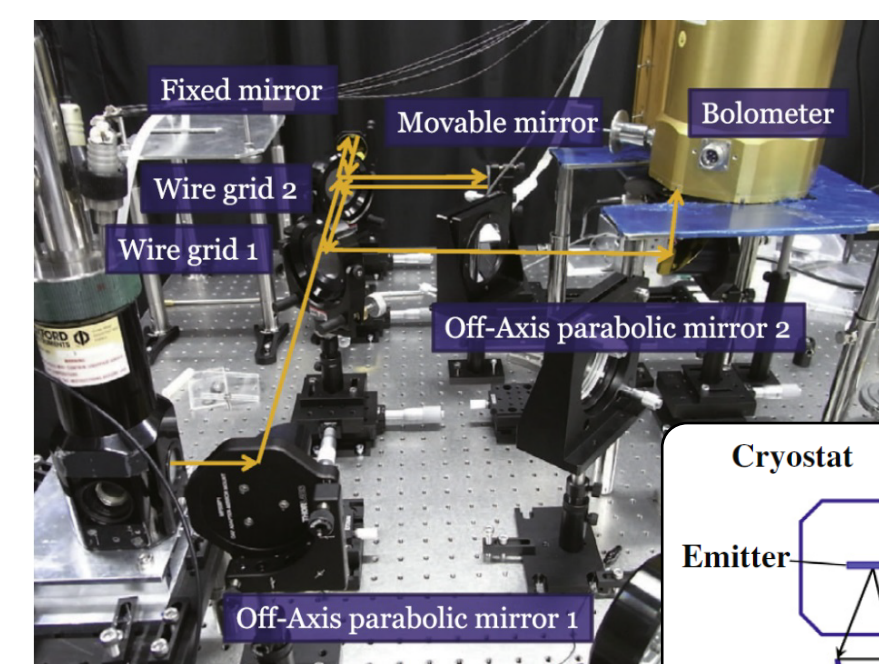 Fixed mirror
Movable mirror
Bolometer
Wire grid 2
Wire grid 1
Off-Axis parabolic mirror 2
Cryostat
Emitter
Off-Axis parabolic mirror 1